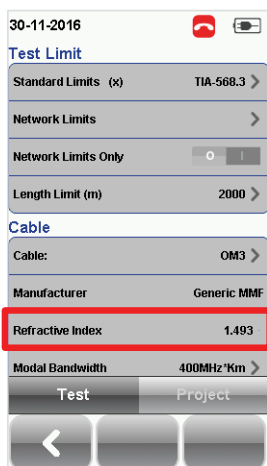 30-11-2016
Test Limit
Standard Limits (x) TIA-568.3
Network Limits
Network Limits Only O I
Length Limit (m) 2000
Cable
Cable: OM3
Manufacturer Generic MMF
Refractive Index 1.493
Modal Bandwidth 400MHz*Km
Test Project